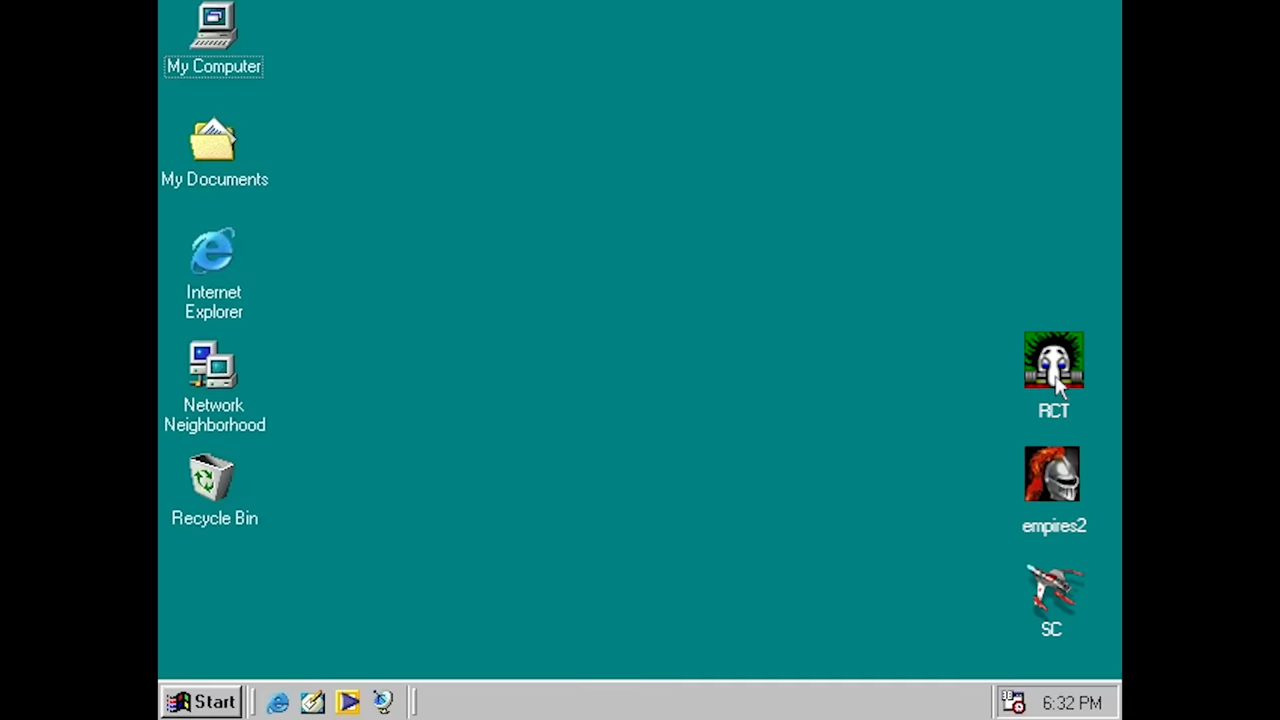 My Computer
My Documents
Internet
Explorer
Network
Neighborhood
Recycle Bin
RCT
empires2
SC
Start
6:32 PM